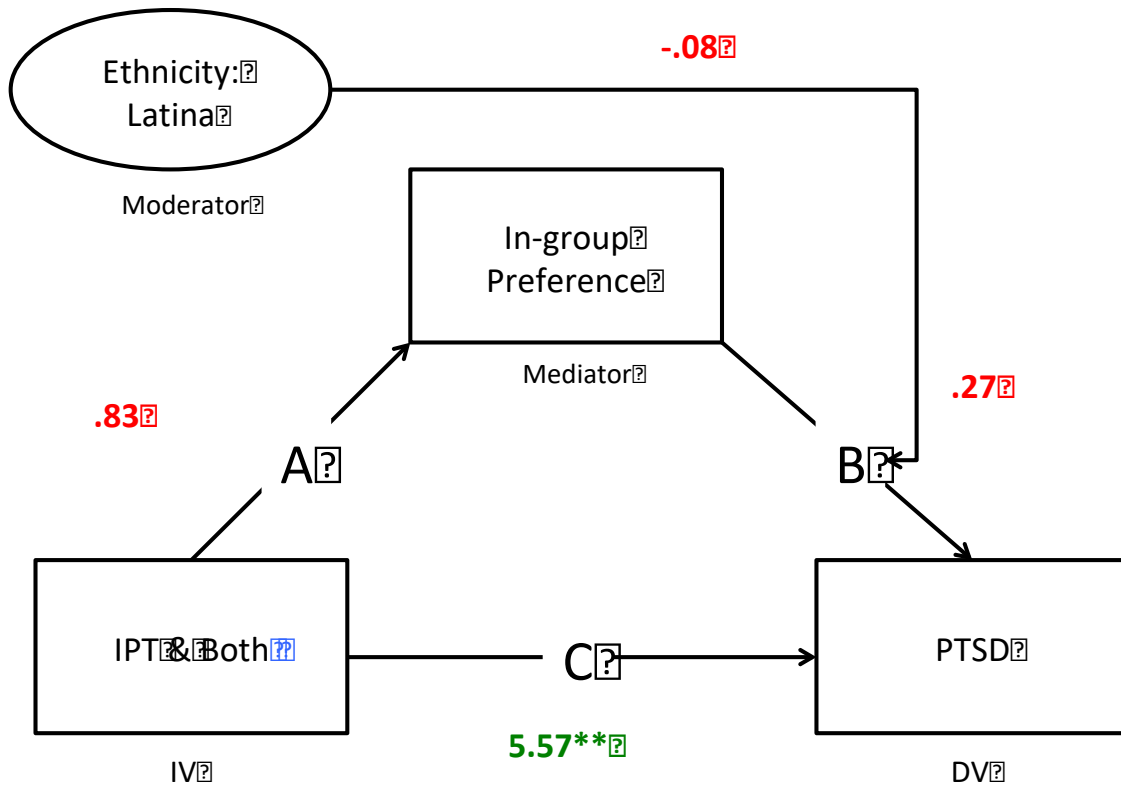 -.08
Ethnicity:
Latina
Moderator
In-group
Preference
Mediator
.83
.27
A
B
IPT & Both
C
PTSD
5.57**
IV
DV